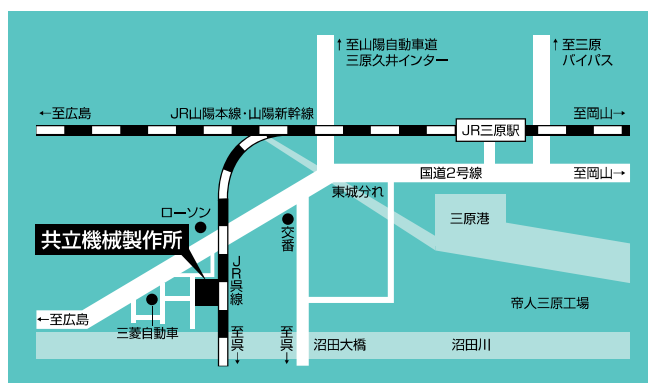 ↑至山陽自動車道
三原久井インター
↑至三原
バイパス
←至広島
JR山陽本線・山陽新幹線
至岡山→
JR三原駅
国道2号線
至岡山→
東城分れ
ローソン
三原港
交番
共立機械製作所
JR呉線
帝人三原工場
←至広島
三菱自動車
至呉→
至呉→
沼田大橋
沼田川